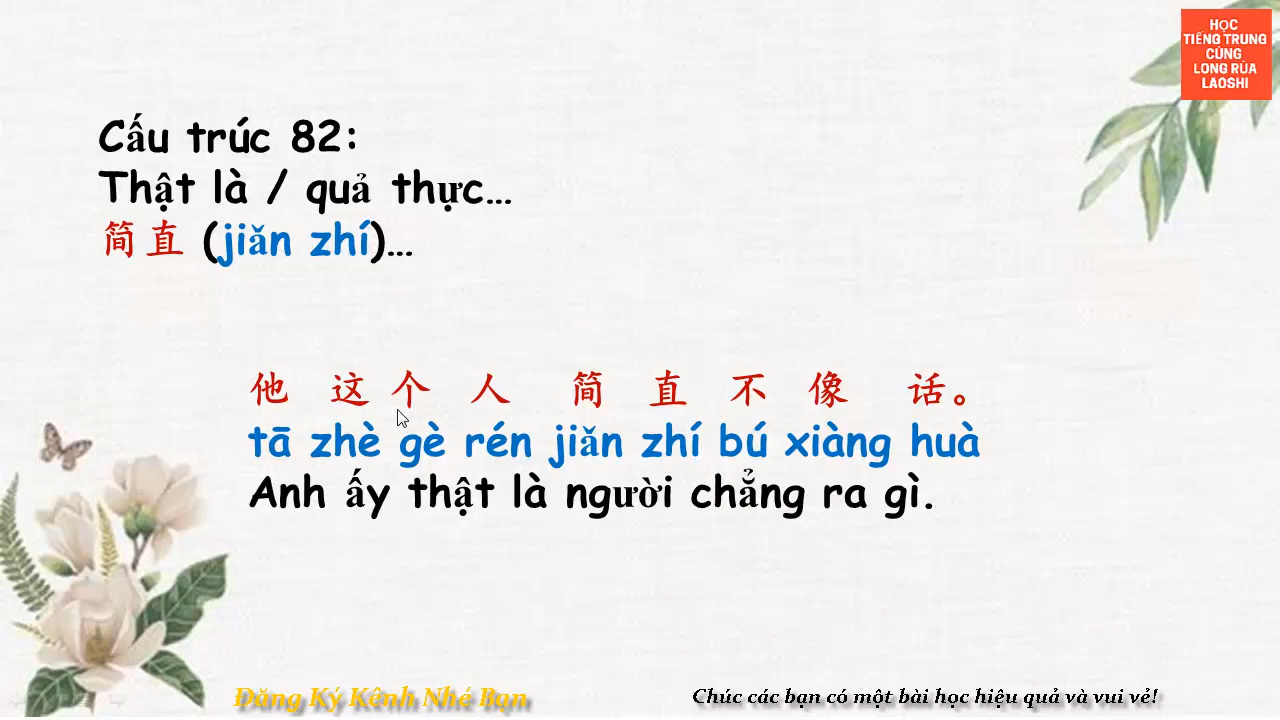 HỌC
TIẾNG TRUNG
CÙNG
LONG RÙA
LAOSHI
Cấu trúc 82:
Thật là / quả thực...
简直 (jiǎn zhí)...
他 这 个 人 简 直 不 像 话。
tā zhè gè rén jiǎn zhí bú xiàng huà
Anh ấy thật là người chẳng ra gì.
Đăng Ký Kênh Nhé Bạn
Chúc các bạn có một bài học hiệu quả và vui vẻ!